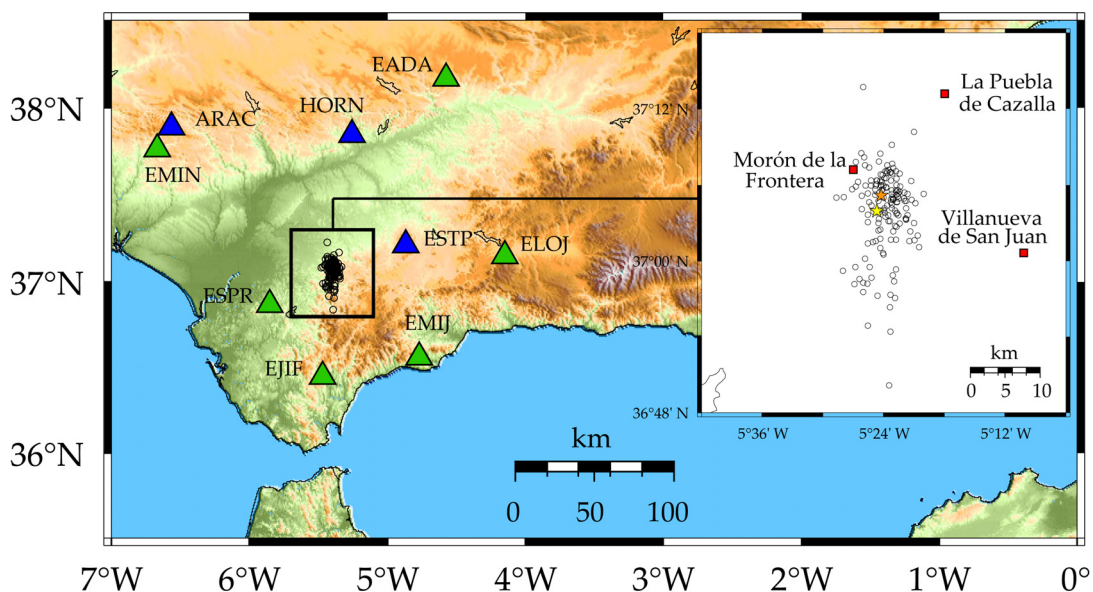 EADA
La Puebla
de Cazalla
38°N
37°12' N
ARAC
HORN
EMIN
Morón de la
Frontera
Villanueva
de San Juan
ESTP
ELOJ
37°N
37°00' N
ESPR
EMIJ
EJIF
km
0 5 10
36°48' N
5°36' W
5°24' W
5°12' W
km
0 50 100
36°N
7°W
6°W
5°W
4°W
3°W
2°W
1°W
0°